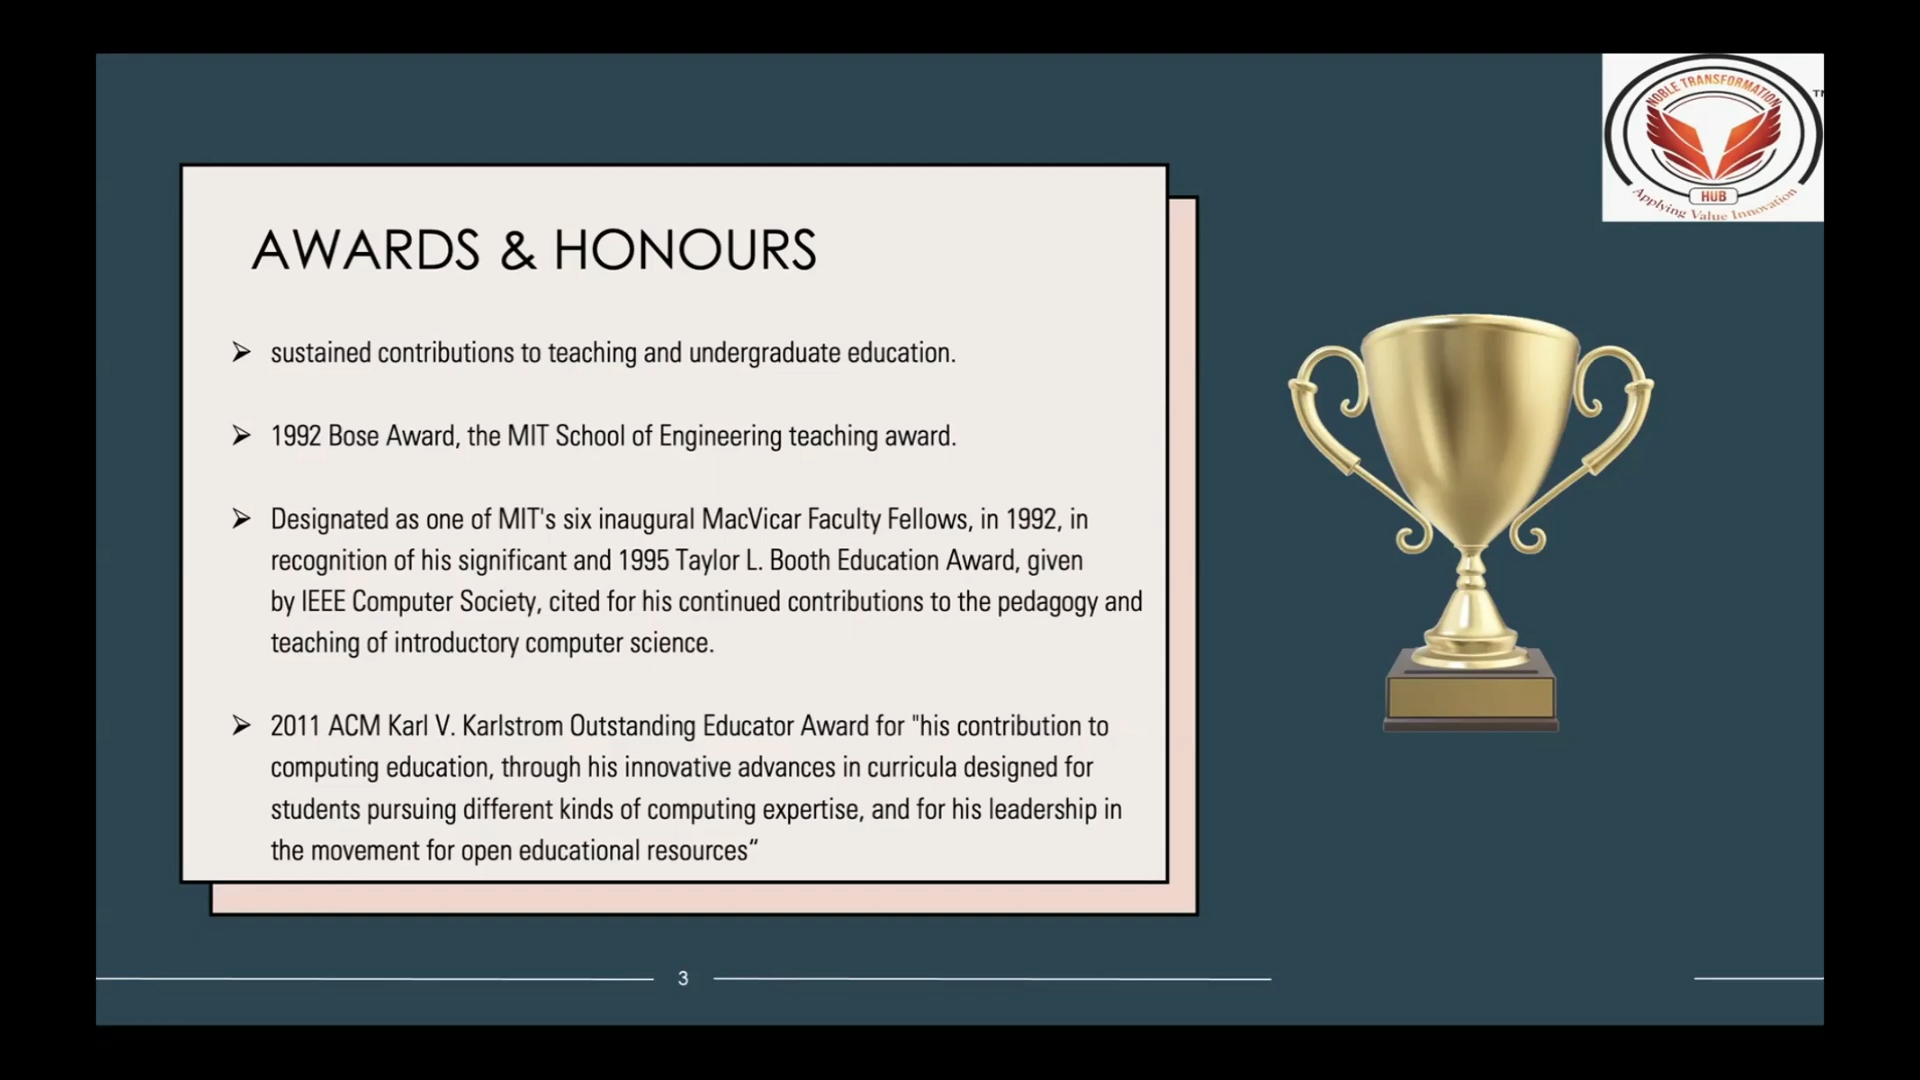 NOBLE TRANSFORMATION
TM
HUB
Applying Value Innovation
AWARDS & HONOURS
➢ sustained contributions to teaching and undergraduate education.
➢ 1992 Bose Award, the MIT School of Engineering teaching award.
➢ Designated as one of MIT's six inaugural MacVicar Faculty Fellows, in 1992, in
recognition of his significant and 1995 Taylor L. Booth Education Award, given
by IEEE Computer Society, cited for his continued contributions to the pedagogy and
teaching of introductory computer science.
➢ 2011 ACM Karl V. Karlstrom Outstanding Educator Award for "his contribution to
computing education, through his innovative advances in curricula designed for
students pursuing different kinds of computing expertise, and for his leadership in
the movement for open educational resources“
3